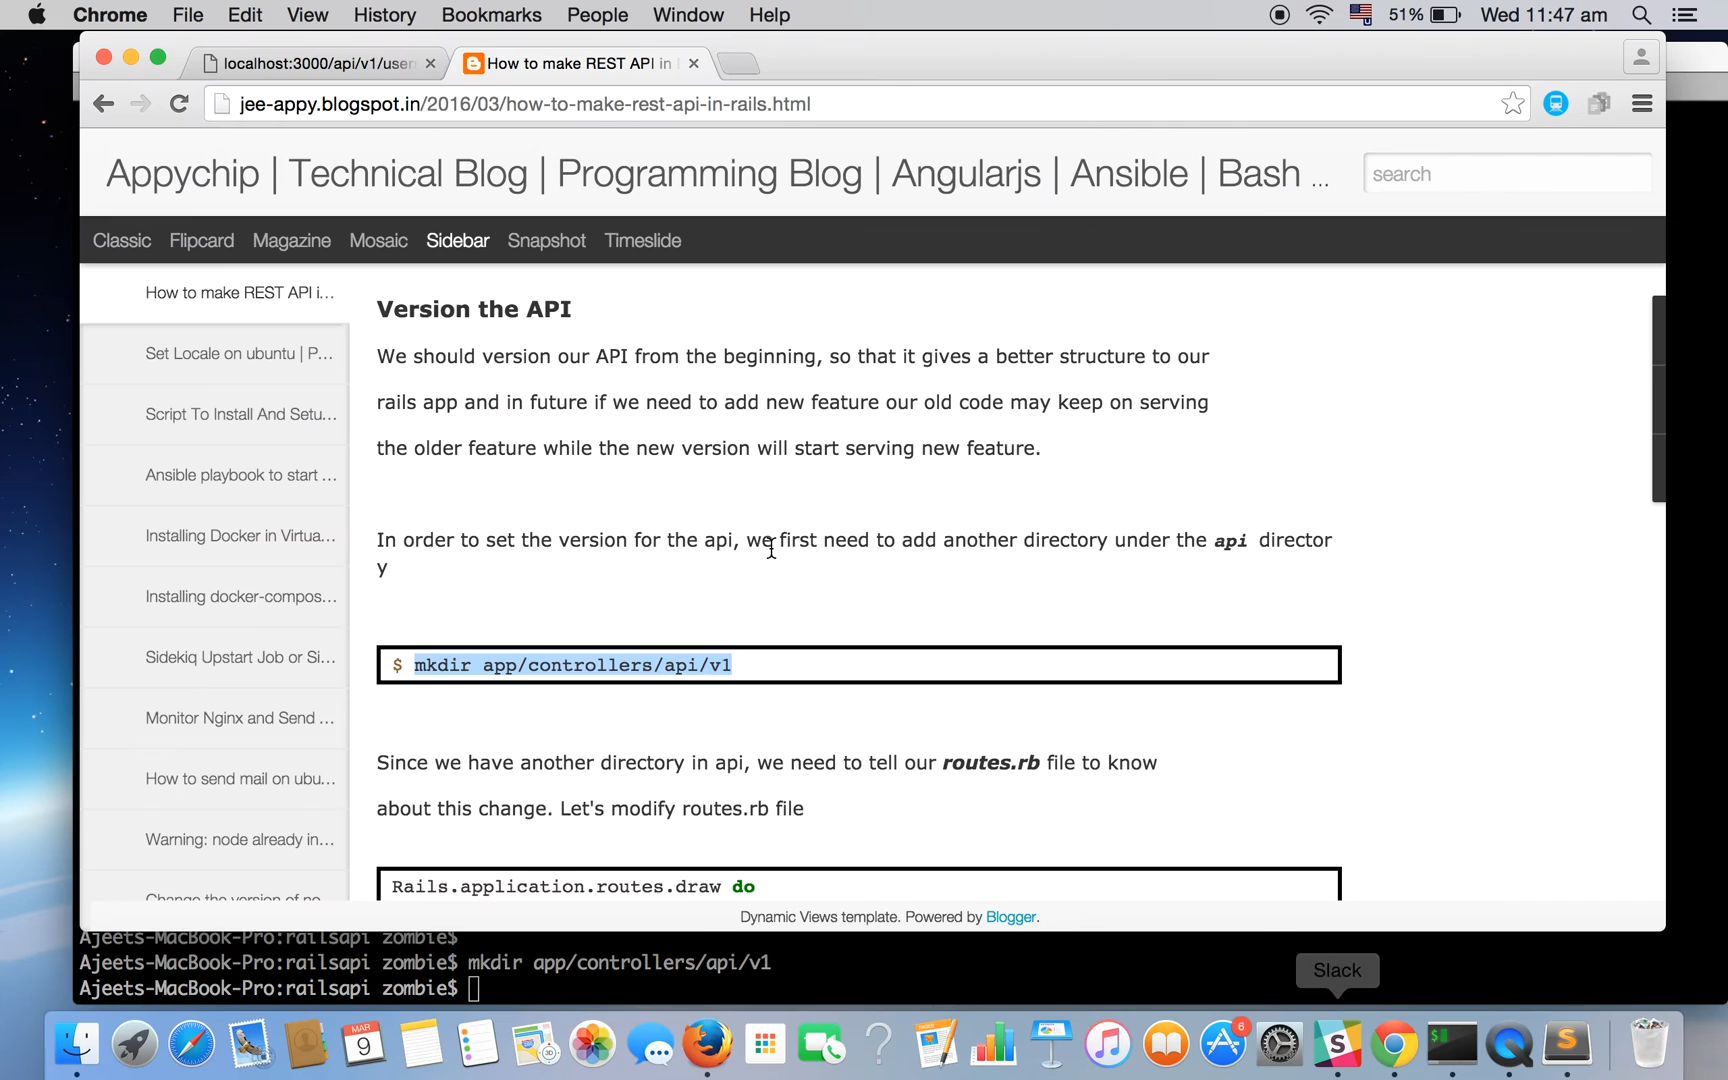 Chrome File Edit View History Bookmarks People Window Help 51% Wed 11:47 am
localhost:3000/api/v1/user How to make REST API in
jee-appy.blogspot.in/2016/03/how-to-make-rest-api-in-rails.html
Appychip | Technical Blog | Programming Blog | Angularjs | Ansible | Bash ... search
Classic Flipcard Magazine Mosaic Sidebar Snapshot Timeslide
How to make REST API i...
Set Locale on ubuntu | P...
Script To Install And Setu...
Ansible playbook to start ...
Installing Docker in Virtua...
Installing docker-compos...
Sidekiq Upstart Job or Si...
Monitor Nginx and Send ...
How to send mail on ubu...
Warning: node already in...
Change the version of no
Version the API
We should version our API from the beginning, so that it gives a better structure to our
rails app and in future if we need to add new feature our old code may keep on serving
the older feature while the new version will start serving new feature.
In order to set the version for the api, we first need to add another directory under the api director
y
$ mkdir app/controllers/api/v1
Since we have another directory in api, we need to tell our routes.rb file to know
about this change. Let's modify routes.rb file
Rails.application.routes.draw do
Dynamic Views template. Powered by Blogger.
Ajeets-MacBook-Pro:railsapi zombie$
Ajeets-MacBook-Pro:railsapi zombie$ mkdir app/controllers/api/v1
Ajeets-MacBook-Pro:railsapi zombie$
Slack
MAR
9
3D
6